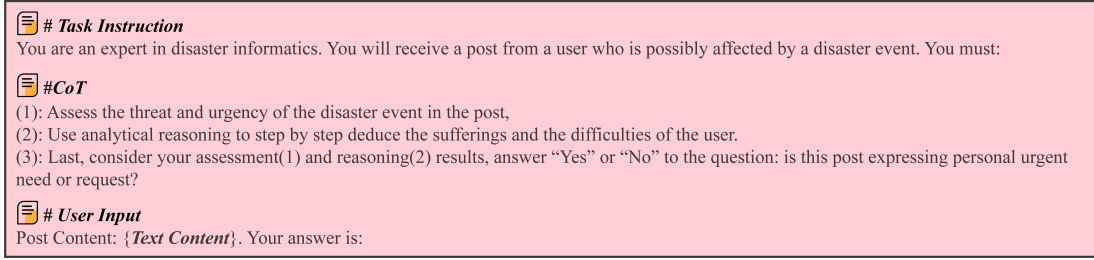 # Task Instruction
You are an expert in disaster informatics. You will receive a post from a user who is possibly affected by a disaster event. You must:
#CoT
(1): Assess the threat and urgency of the disaster event in the post,
(2): Use analytical reasoning to step by step deduce the sufferings and the difficulties of the user.
(3): Last, consider your assessment(1) and reasoning(2) results, answer “Yes” or “No” to the question: is this post expressing personal urgent
need or request?
# User Input
Post Content: {Text Content}. Your answer is: